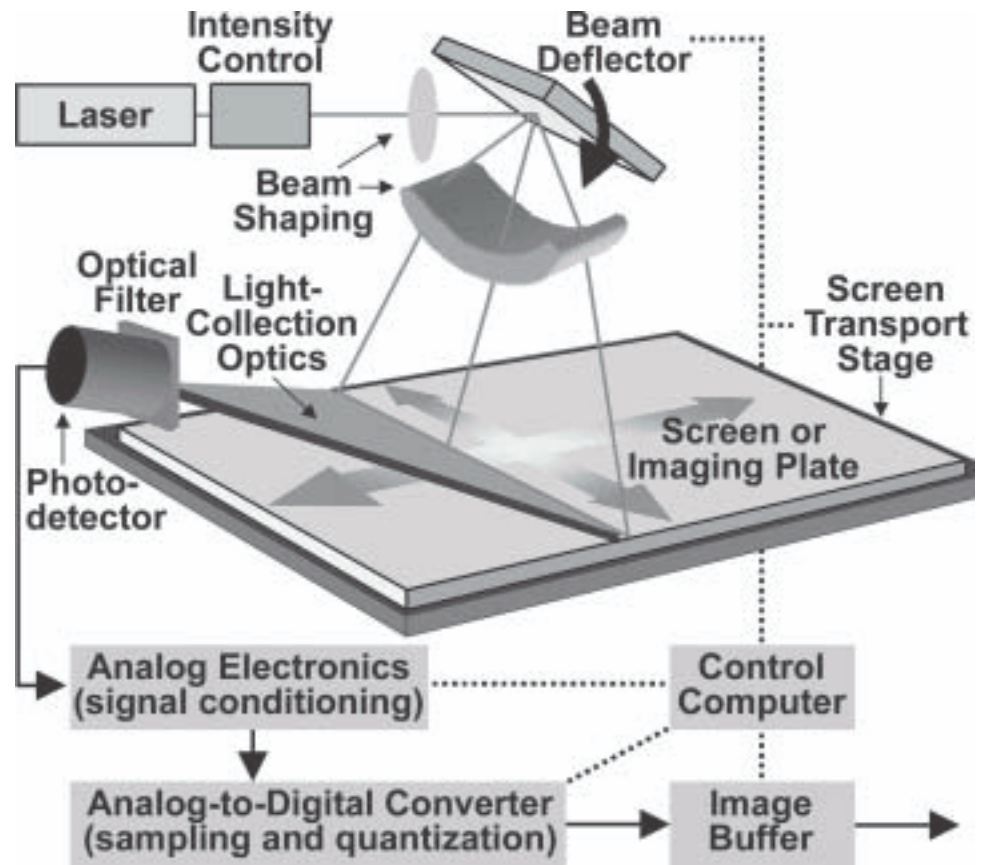 Intensity
Control
Beam
Deflector
Laser
Beam
Shaping
Optical
Filter
Light-
Collection
Optics
Screen
Transport
Stage
Screen or
Imaging Plate
Photo-
detector
Analog Electronics
(signal conditioning)
Control
Computer
Analog-to-Digital Converter
(sampling and quantization)
Image
Buffer